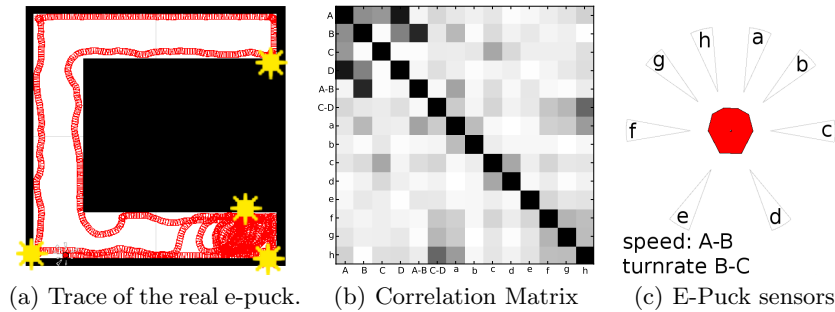 A
B
C
D
A-B
C-D
a
b
c
d
e
f
g
h
A B C D A-B C-D a b c d e f g h
h a
g b
f c
e d
speed: A-B
turnrate B-C
(a) Trace of the real e-puck. (b) Correlation Matrix (c) E-Puck sensors